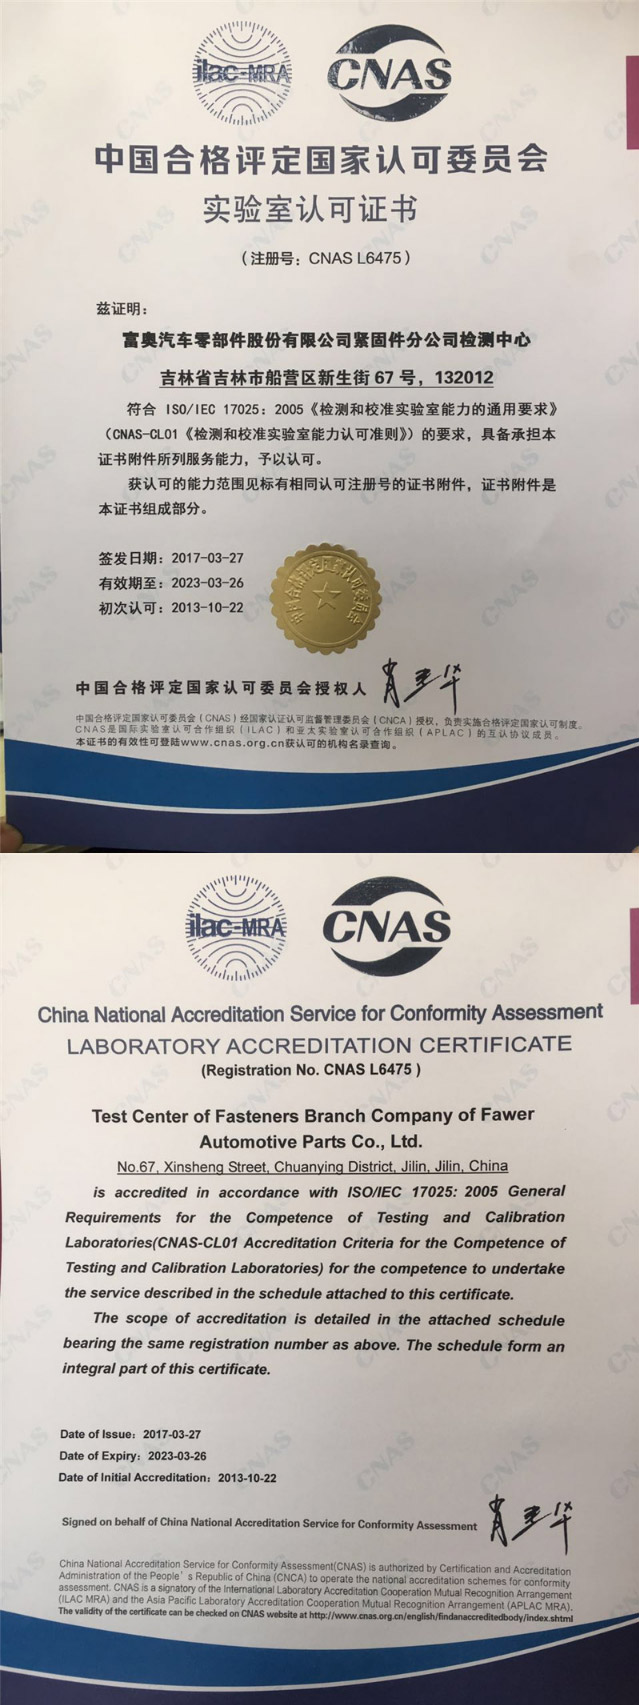 ilac-MRA
CNAS
中国合格评定国家认可委员会
实验室认可证书
（注册号：CNAS L6475）
兹证明：
富奥汽车零部件股份有限公司紧固件分公司检测中心
吉林省吉林市船营区新生街 67 号，132012
符合 ISO/IEC 17025：2005《检测和校准实验室能力的通用要求》
（CNAS-CL01《检测和校准实验室能力认可准则》）的要求，具备承担本
证书附件所列服务能力，予以认可。
获认可的能力范围见标有相同认可注册号的证书附件，证书附件是
本证书组成部分。
签发日期：2017-03-27
有效期至：2023-03-26
初次认可：2013-10-22
中国合格评定国家认可委员会授权人
中国合格评定国家认可委员会（CNAS）经国家认证认可监督管理委员会（CNCA）授权，负责实施合格评定国家认可制度。
CNAS是国际实验室认可合作组织（ILAC）和亚太实验室认可合作组织（APLAC）的互认协议成员。
本证书的有效性可登陆www.cnas.org.cn获认可的机构名录查询。
ilac-MRA
CNAS
China National Accreditation Service for Conformity Assessment
LABORATORY ACCREDITATION CERTIFICATE
(Registration No. CNAS L6475 )
Test Center of Fasteners Branch Company of Fawer
Automotive Parts Co., Ltd.
No.67, Xinsheng Street, Chuanying District, Jilin, Jilin, China
is accredited in accordance with ISO/IEC 17025: 2005 General
Requirements for the Competence of Testing and Calibration
Laboratories(CNAS-CL01 Accreditation Criteria for the Competence of
Testing and Calibration Laboratories) for the competence to undertake
the service described in the schedule attached to this certificate.
The scope of accreditation is detailed in the attached schedule
bearing the same registration number as above. The schedule form an
integral part of this certificate.
Date of Issue: 2017-03-27
Date of Expiry: 2023-03-26
Date of Initial Accreditation: 2013-10-22
Signed on behalf of China National Accreditation Service for Conformity Assessment
China National Accreditation Service for Conformity Assessment(CNAS) is authorized by Certification and Accreditation
Administration of the People's Republic of China (CNCA) to operate the national accreditation schemes for conformity
assessment. CNAS is a signatory of the International Laboratory Accreditation Cooperation Mutual Recognition Arrangement
(ILAC MRA) and the Asia Pacific Laboratory Accreditation Cooperation Mutual Recognition Arrangement (APLAC MRA).
The validity of the certificate can be checked on CNAS website at http://www.cnas.org.cn/english/findanaccreditedbody/index.shtml